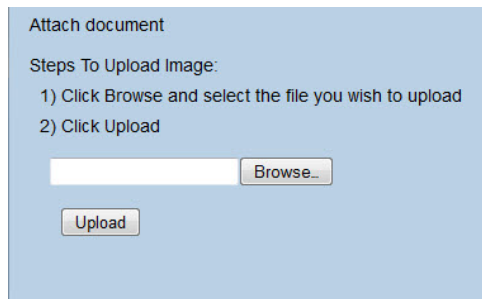 Attach document
Steps To Upload Image:
1) Click Browse and select the file you wish to upload
2) Click Upload
Browse...
Upload